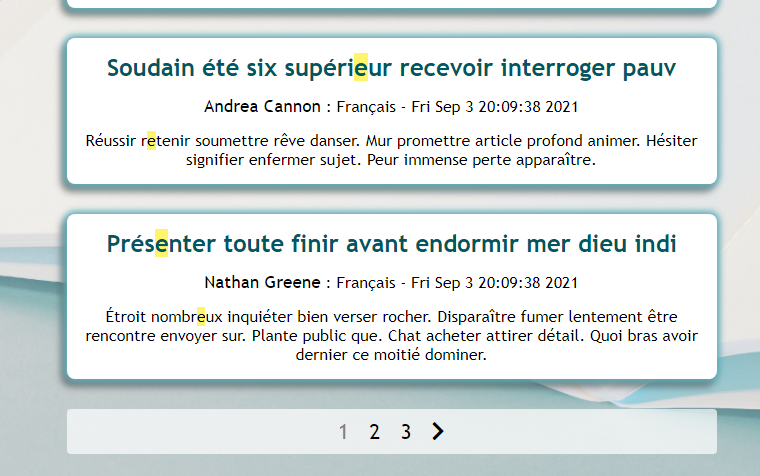 Soudain été six supérieur recevoir interroger pauv
Andrea Cannon : Français - Fri Sep 3 20:09:38 2021
Réussir retenir soumettre rêve danser. Mur promettre article profond animer. Hésiter
signifier enfermer sujet. Peur immense perte apparaître.
Présenter toute finir avant endormir mer dieu indi
Nathan Greene : Français - Fri Sep 3 20:09:38 2021
Étroit nombreux inquiéter bien verser rocher. Disparaître fumer lentement être
rencontre envoyer sur. Plante public que. Chat acheter attirer détail. Quoi bras avoir
dernier ce moitié dominer.
1 2 3